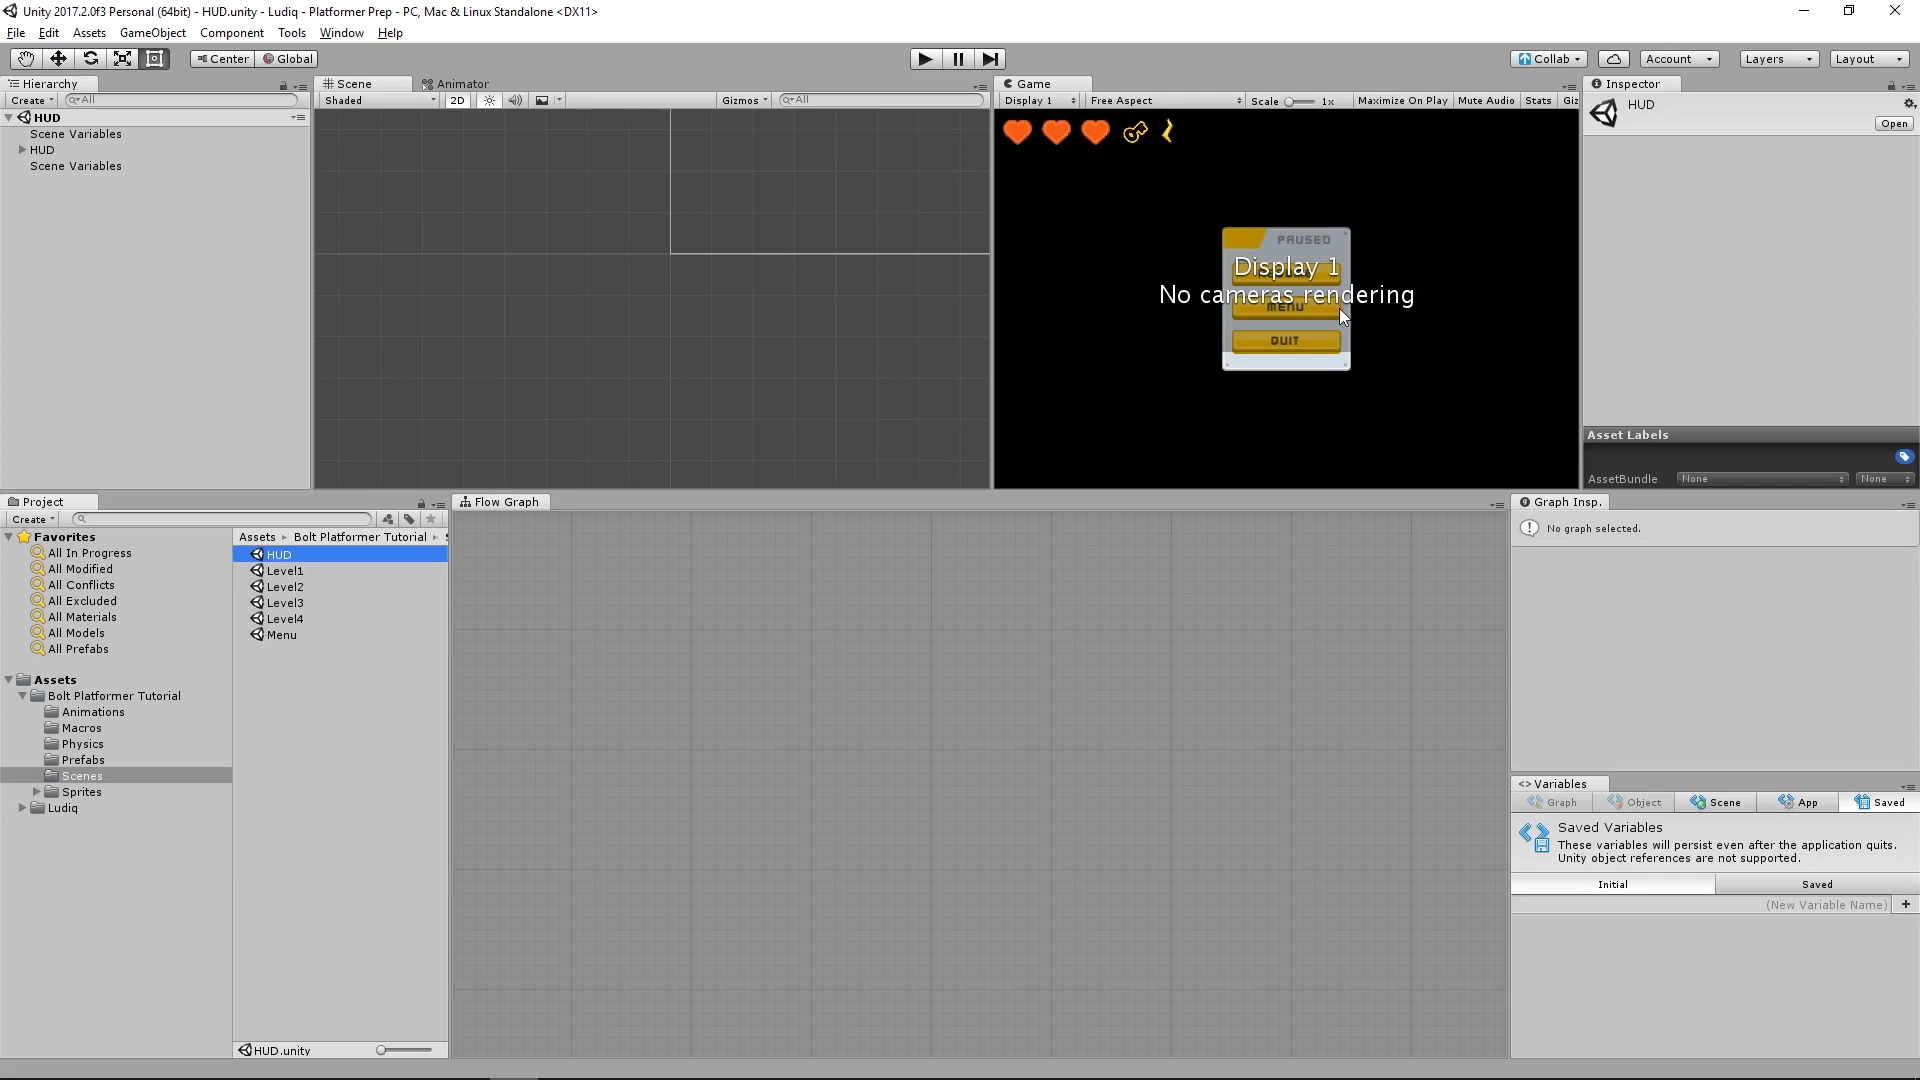 Unity 2017.2.0f3 Personal (64bit) - HUD.unity - Ludiq - Platformer Prep - PC, Mac & Linux Standalone <DX11>
File Edit Assets GameObject Component Tools Window Help
Center Global
Collab Account Layers Layout
Hierarchy
Create All
HUD
Scene Variables
HUD
Scene Variables
Scene Animator
Shaded 2D Gizmos All
Game
Display 1 Free Aspect Scale 1x Maximize On Play Mute Audio Stats Giz
PAUSED
Display 1
No cameras rendering
MENU
QUIT
Inspector
HUD
Open
Asset Labels
AssetBundle None None
Project
Create
Favorites
All In Progress
All Modified
All Conflicts
All Excluded
All Materials
All Models
All Prefabs
Assets
Bolt Platformer Tutorial
Animations
Macros
Physics
Prefabs
Scenes
Sprites
Ludiq
Assets Bolt Platformer Tutorial
HUD
Level1
Level2
Level3
Level4
Menu
HUD.unity
Flow Graph
Graph Insp.
No graph selected.
<> Variables
Graph Object Scene App Saved
Saved Variables
These variables will persist even after the application quits.
Unity object references are not supported.
Initial Saved
(New Variable Name) +